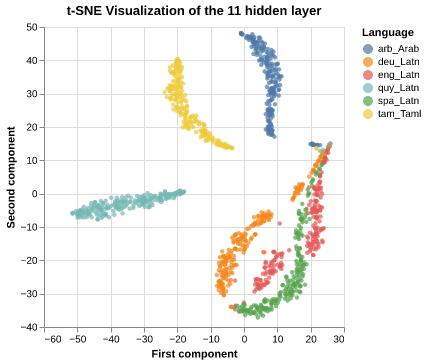 t-SNE Visualization of the 11 hidden layer
Language
arb_Arab
deu_Latn
eng_Latn
quy_Latn
spa_Latn
tam_Taml
Second component
50
40
30
20
10
0
−10
−20
−30
−40
−60 −50 −40 −30 −20 −10 0 10 20 30
First component